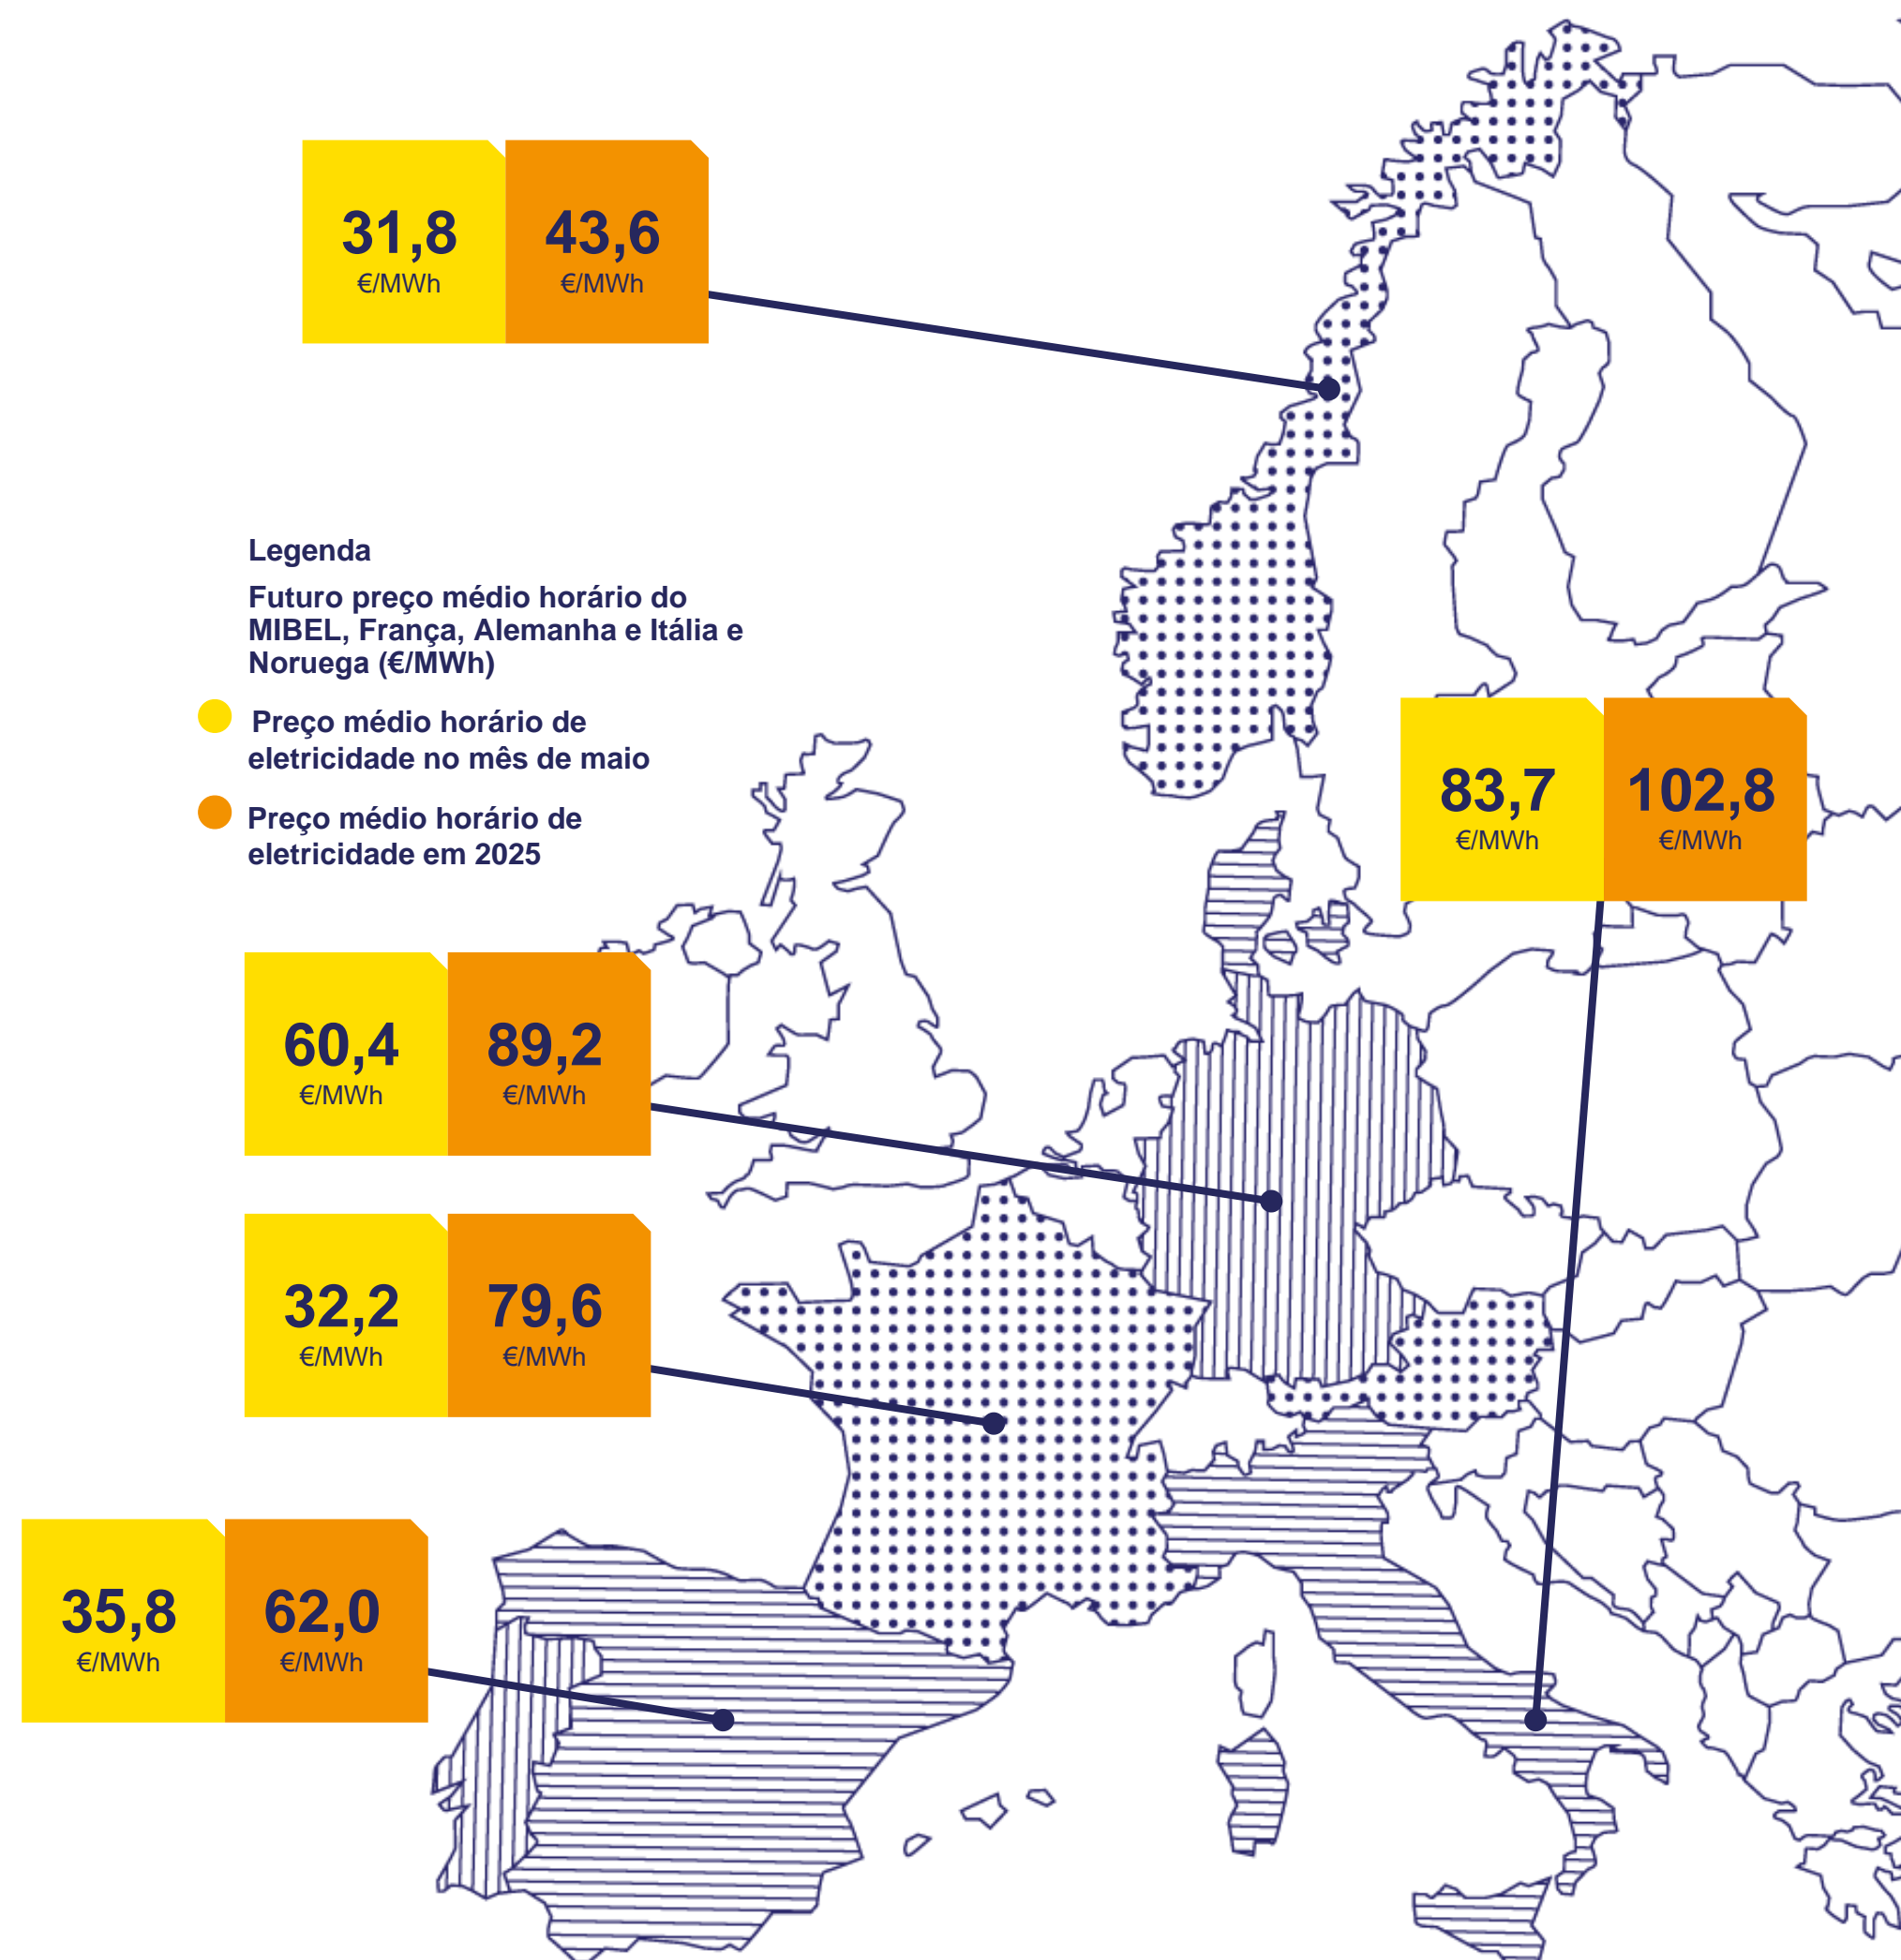 31,8
€/MWh
43,6
€/MWh
Legenda
Futuro preço médio horário do
MIBEL, França, Alemanha e Itália e
Noruega (€/MWh)
Preço médio horário de
eletricidade no mês de maio
Preço médio horário de
eletricidade em 2025
83,7
€/MWh
102,8
€/MWh
60,4
€/MWh
89,2
€/MWh
32,2
€/MWh
79,6
€/MWh
35,8
€/MWh
62,0
€/MWh